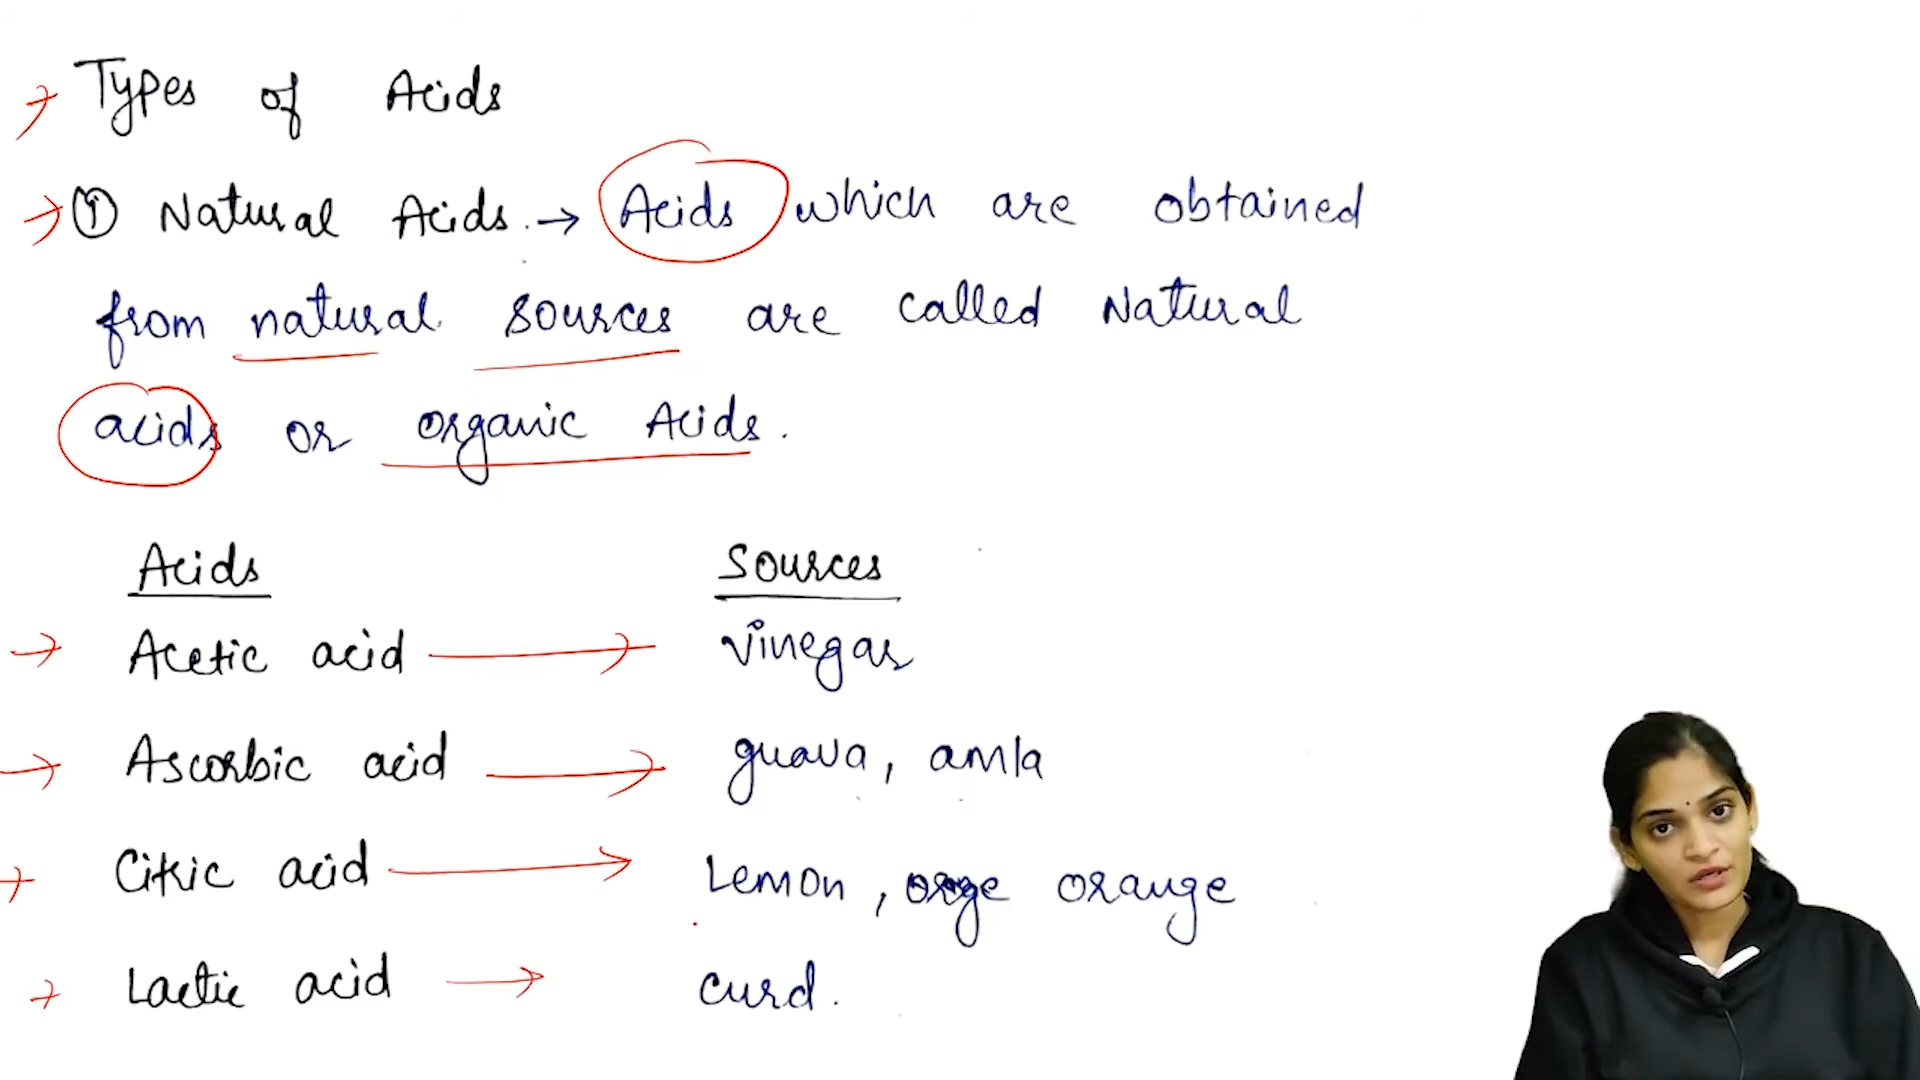 Types of Acids
① Natural Acids. → Acids which are obtained
from natural sources are called Natural
acids or organic Acids.
Acids Sources
Acetic acid → vinegar
Ascorbic acid → guava, amla
Citric acid → Lemon, orange
Lactic acid → curd.